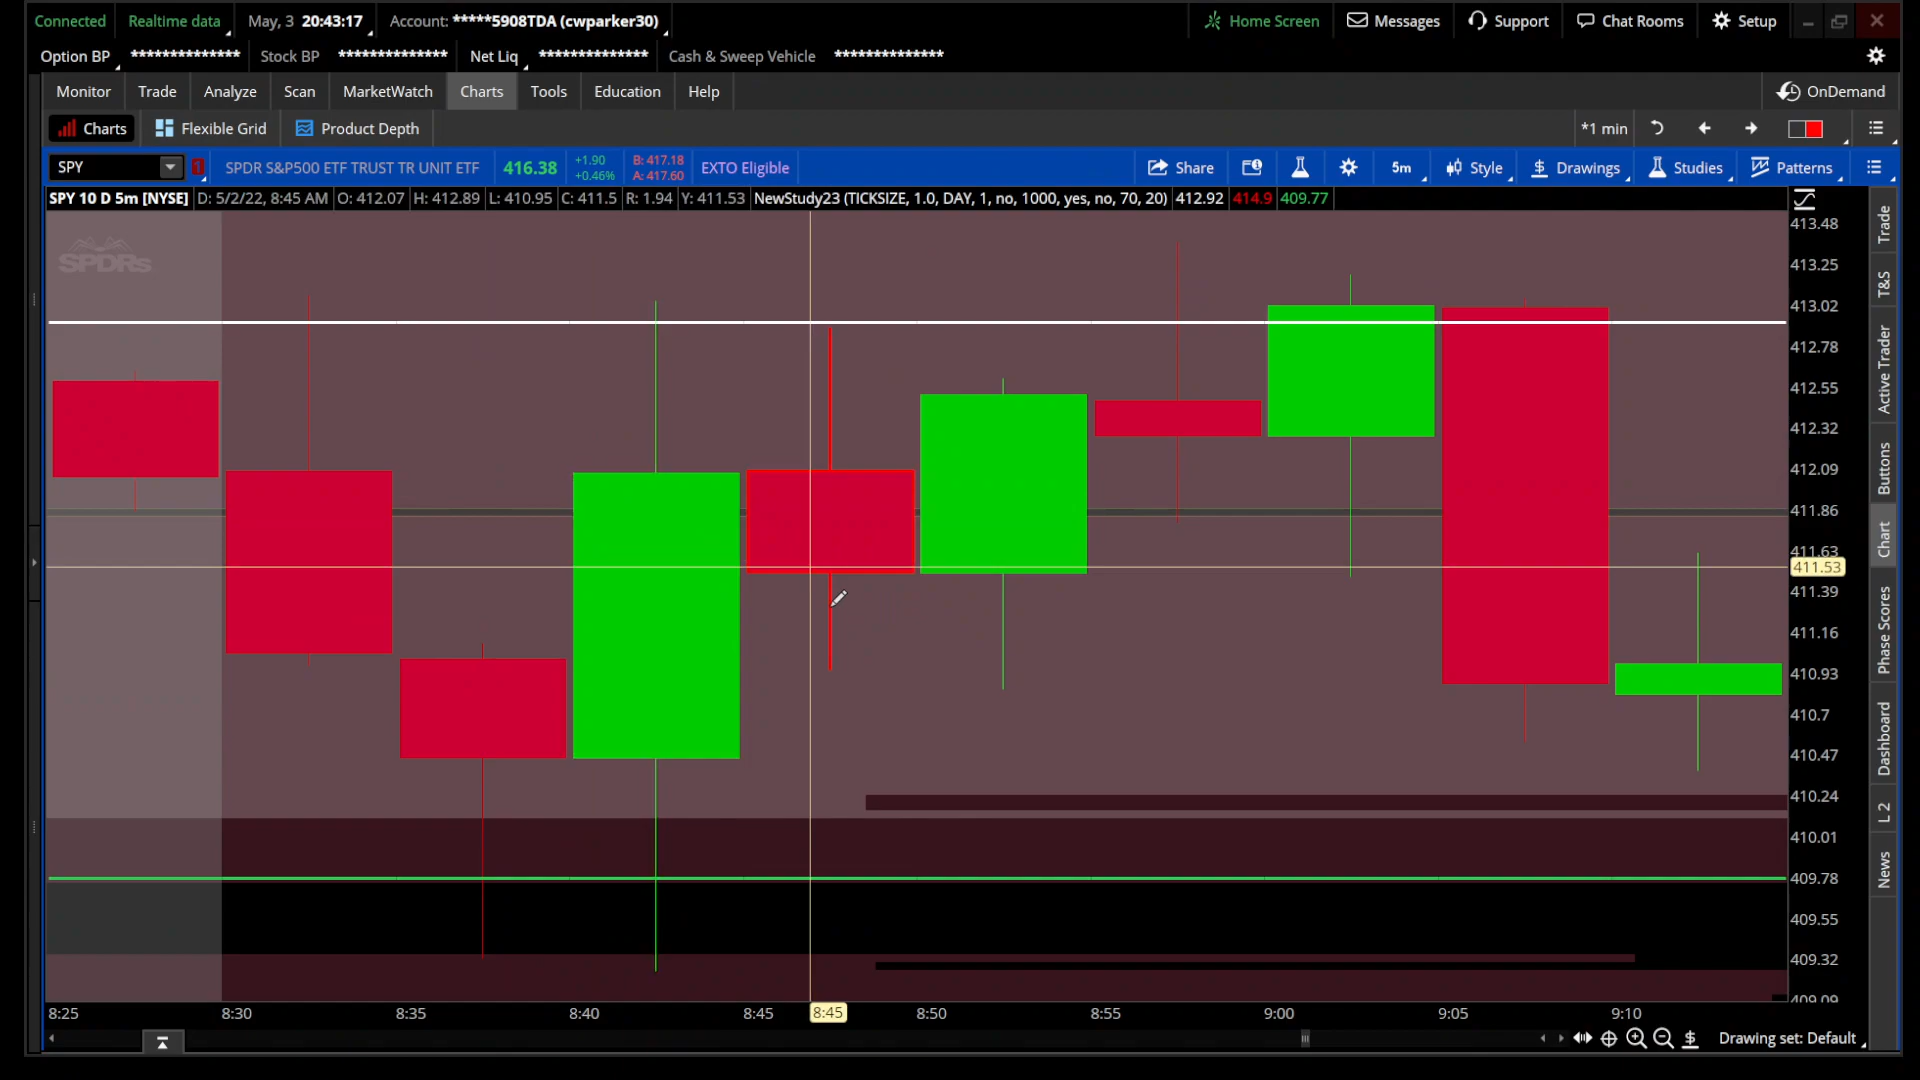 Connected Realtime data May, 3 20:43:17 Account: *****5908TDA (cwparker30) Home Screen Messages Support Chat Rooms Setup
Option BP ************** Stock BP ************** Net Liq ************** Cash & Sweep Vehicle **************
Monitor Trade Analyze Scan MarketWatch Charts Tools Education Help OnDemand
Charts Flexible Grid Product Depth *1 min
SPY 1 SPDR S&P500 ETF TRUST TR UNIT ETF 416.38 +1.90 +0.46% B: 417.18 A: 417.60 EXTO Eligible Share 5m Style Drawings Studies Patterns
SPY 10 D 5m [NYSE] D: 5/2/22, 8:45 AM O: 412.07 H: 412.89 L: 410.95 C: 411.5 R: 1.94 Y: 411.53 NewStudy23 (TICKSIZE, 1.0, DAY, 1, no, 1000, yes, no, 70, 20) 412.92 414.9 409.77
SPDRs
413.48
413.25
413.02
412.78
412.55
412.32
412.09
411.86
411.63
411.53
411.39
411.16
410.93
410.7
410.47
410.24
410.01
409.78
409.55
409.32
409.09
Trade
T&S
Active Trader
Buttons
Chart
Phase Scores
Dashboard
L 2
News
8:25 8:30 8:35 8:40 8:45 8:45 8:50 8:55 9:00 9:05 9:10
Drawing set: Default